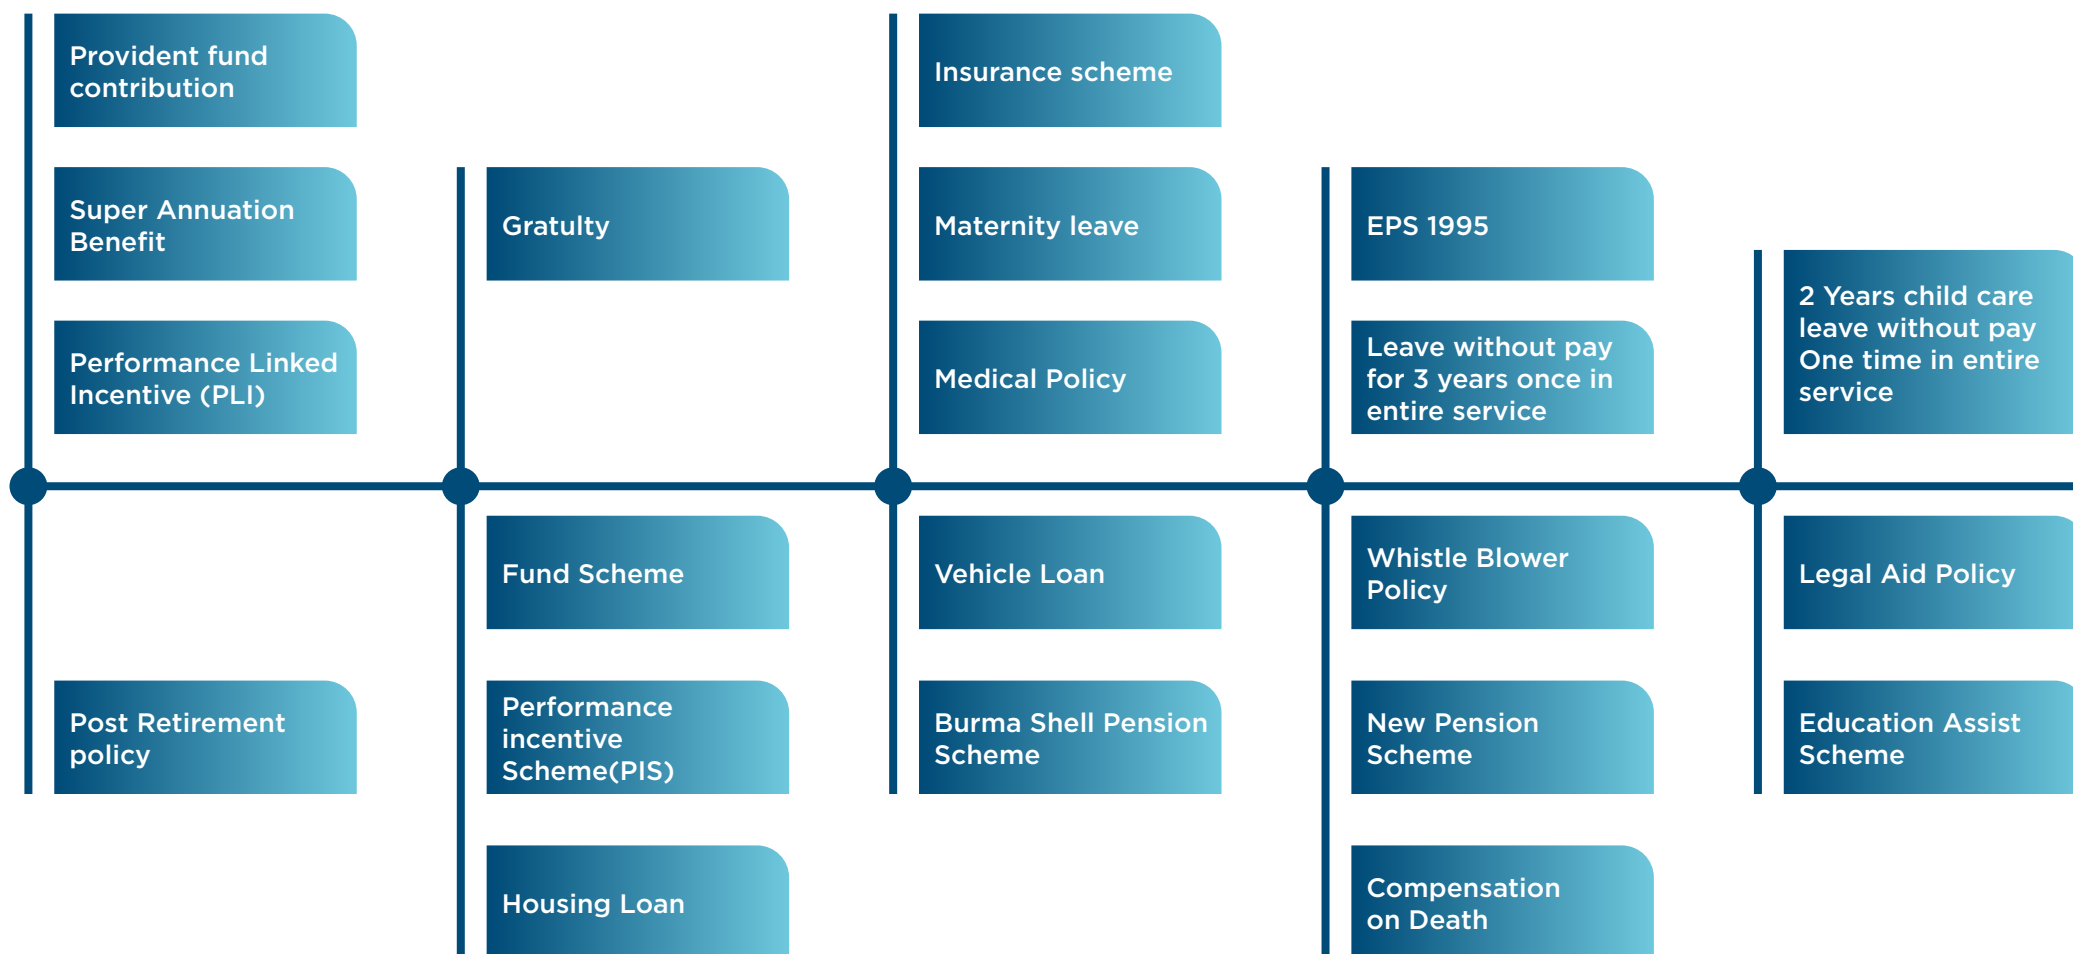 Provident fund
contribution
Super Annuation
Benefit
Performance Linked
Incentive (PLI)
Post Retirement
policy
Gratulty
Fund Scheme
Performance
incentive
Scheme(PIS)
Housing Loan
Insurance scheme
Maternity leave
Medical Policy
Vehicle Loan
Burma Shell Pension
Scheme
EPS 1995
Leave without pay
for 3 years once in
entire service
Whistle Blower
Policy
New Pension
Scheme
Compensation
on Death
2 Years child care
leave without pay
One time in entire
service
Legal Aid Policy
Education Assist
Scheme